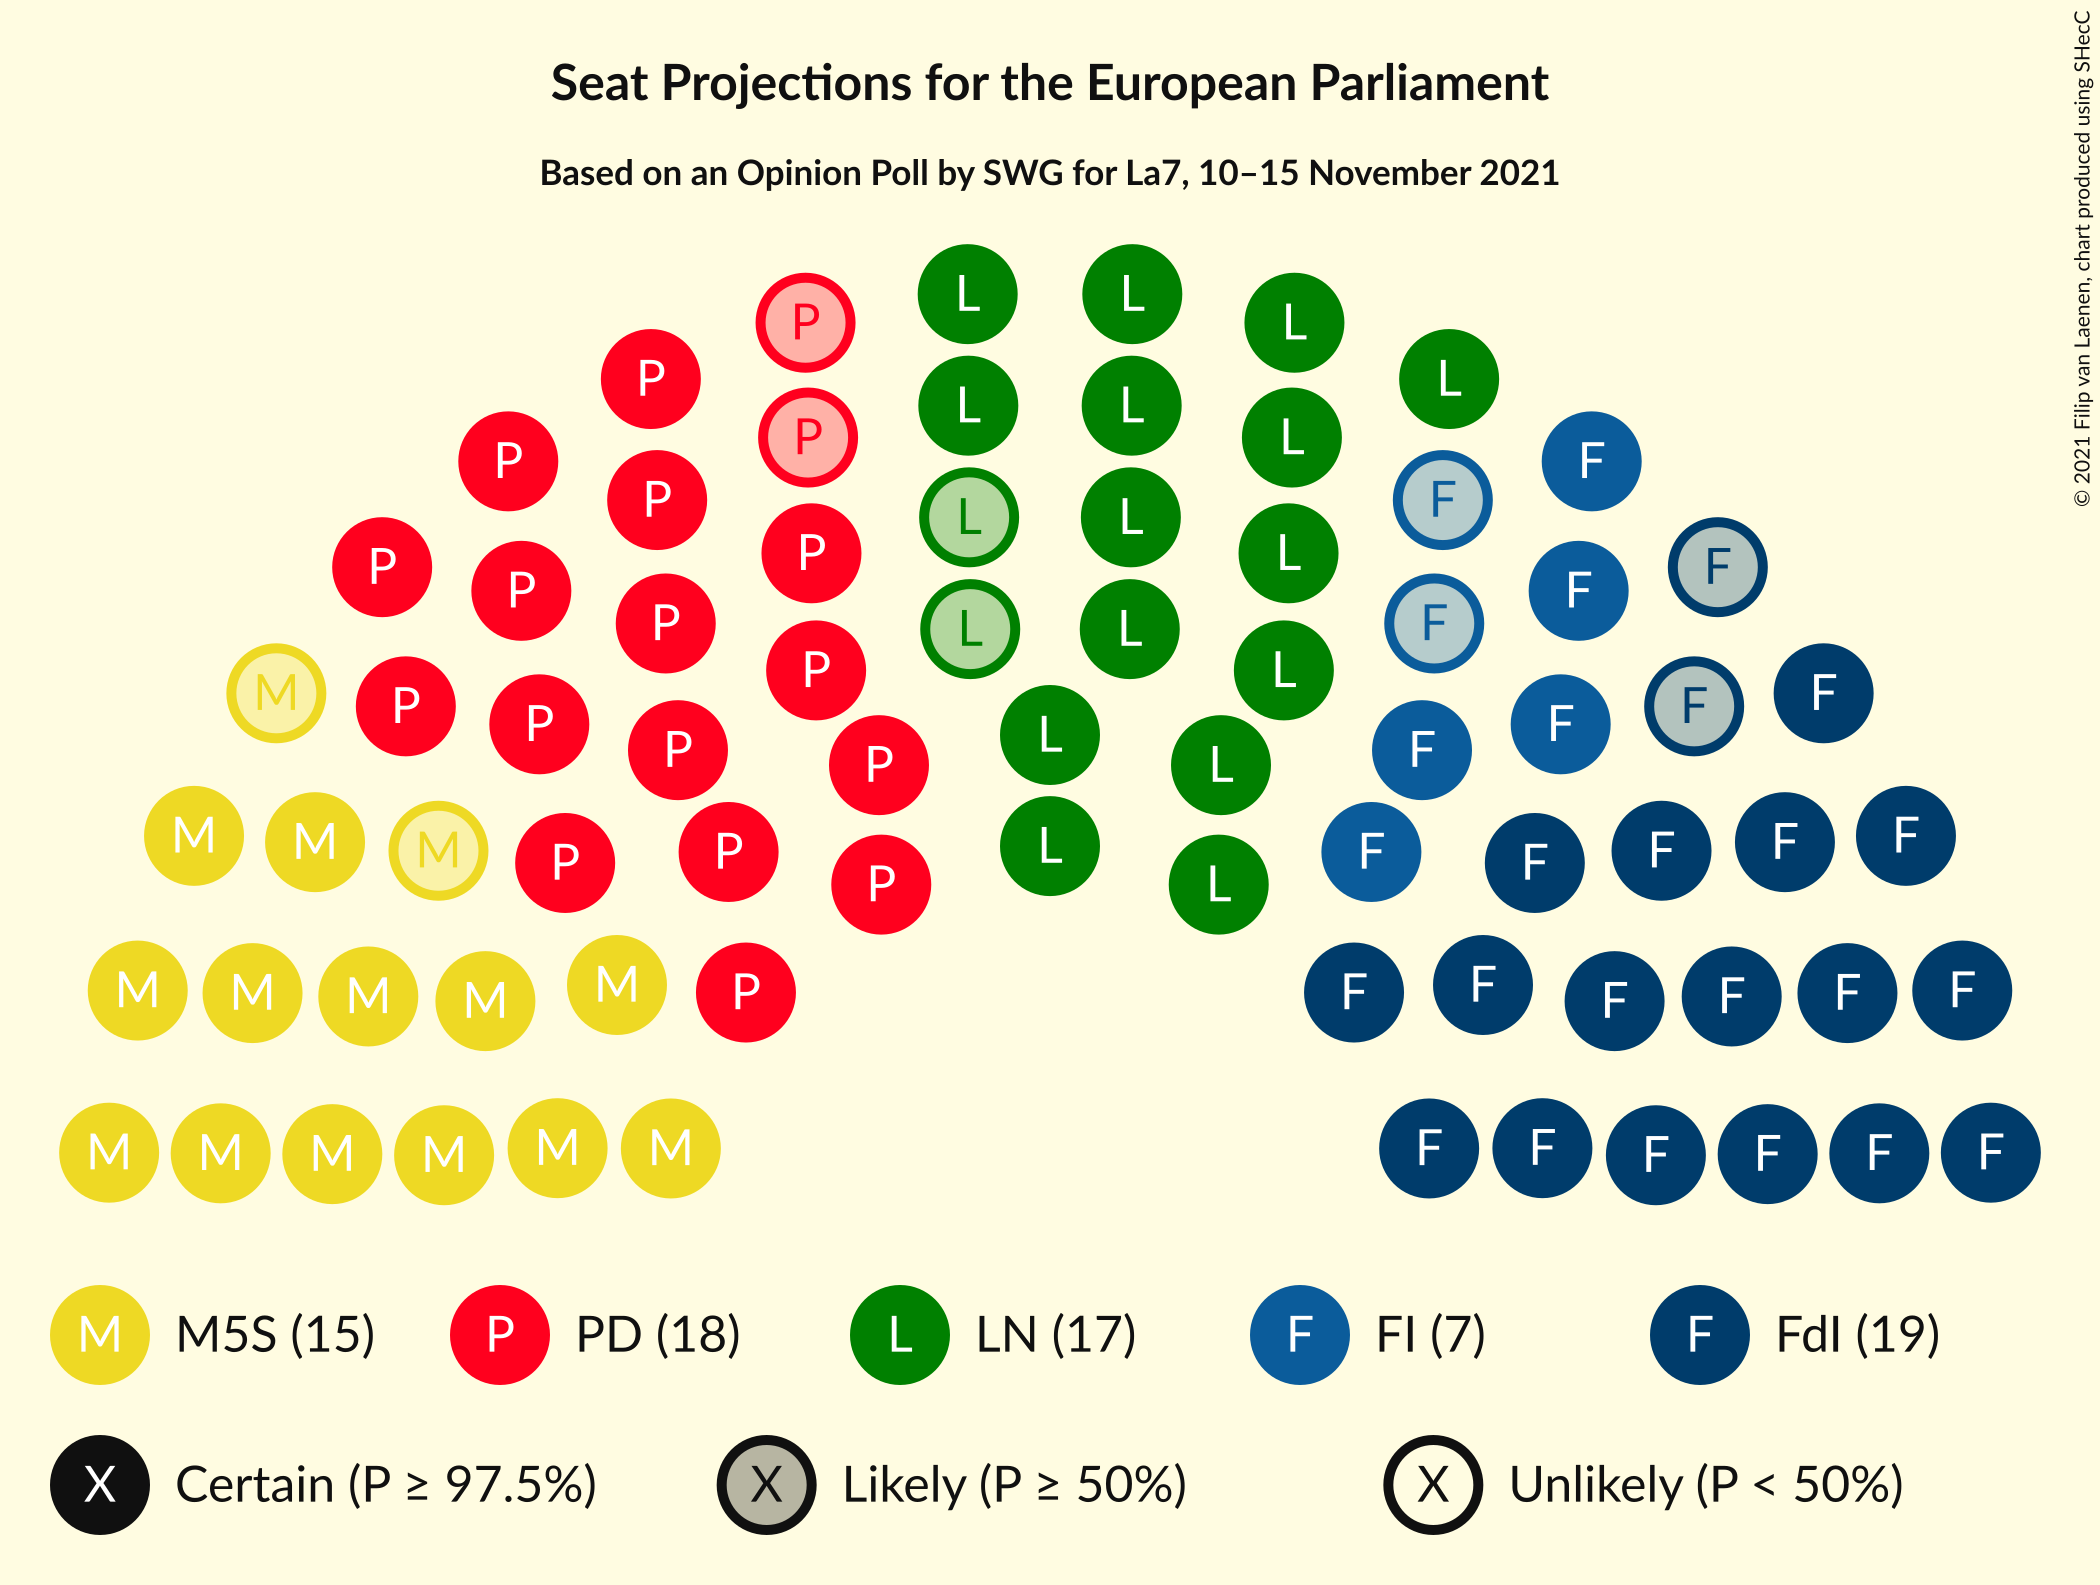 Seat Projections for the European Parliament
Based on an Opinion Poll by SWG for La7, 10–15 November 2021
© 2021 Filip van Laenen, chart produced using SHecC
L L
P L L
P L
L L
P L
P F
P F
L L
P P L F
P F F
P P F
L L
P P L
M P P P L F F F F
L
P L
M M M P P L F F F F F
P L
M M M M M P F F F F F F
M M M M M M F F F F F F
M M5S (15) P PD (18) L LN (17) F FI (7) F FdI (19)
X Certain (P ≥ 97.5%) X Likely (P ≥ 50%) X Unlikely (P < 50%)